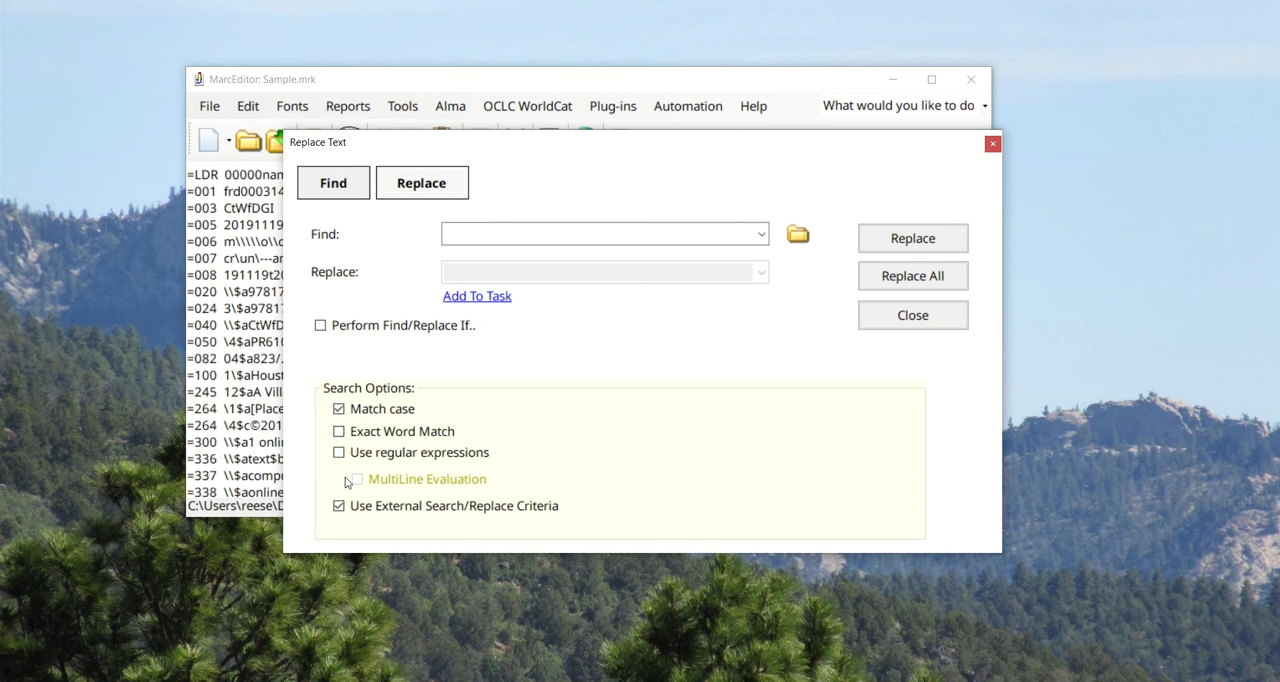 MarcEditor: Sample.mrk
File Edit Fonts Reports Tools Alma OCLC WorldCat Plug-ins Automation Help What would you like to do
Replace Text
Find Replace
Find:
Replace
Replace:
Replace All
Add To Task
Close
Perform Find/Replace If..
Search Options:
Match case
Exact Word Match
Use regular expressions
MultiLine Evaluation
Use External Search/Replace Criteria
=LDR 00000nam
=001 frd000314
=003 CtWfDGI
=005 20191119
=006 m\\\\\o\\c
=007 cr\un\---ar
=008 191119t20
=020 \\$a97817
=024 3\$a97817
=040 \\$aCtWfD
=050 \4$aPR610
=082 04$a823/.
=100 1\$aHoust
=245 12$aA Vill
=264 \1$a[Place
=264 \4$c©201
=300 \\$a1 onli
=336 \\$atext$b
=337 \\$acompu
=338 \\$aonline
C:\Users\reese\D